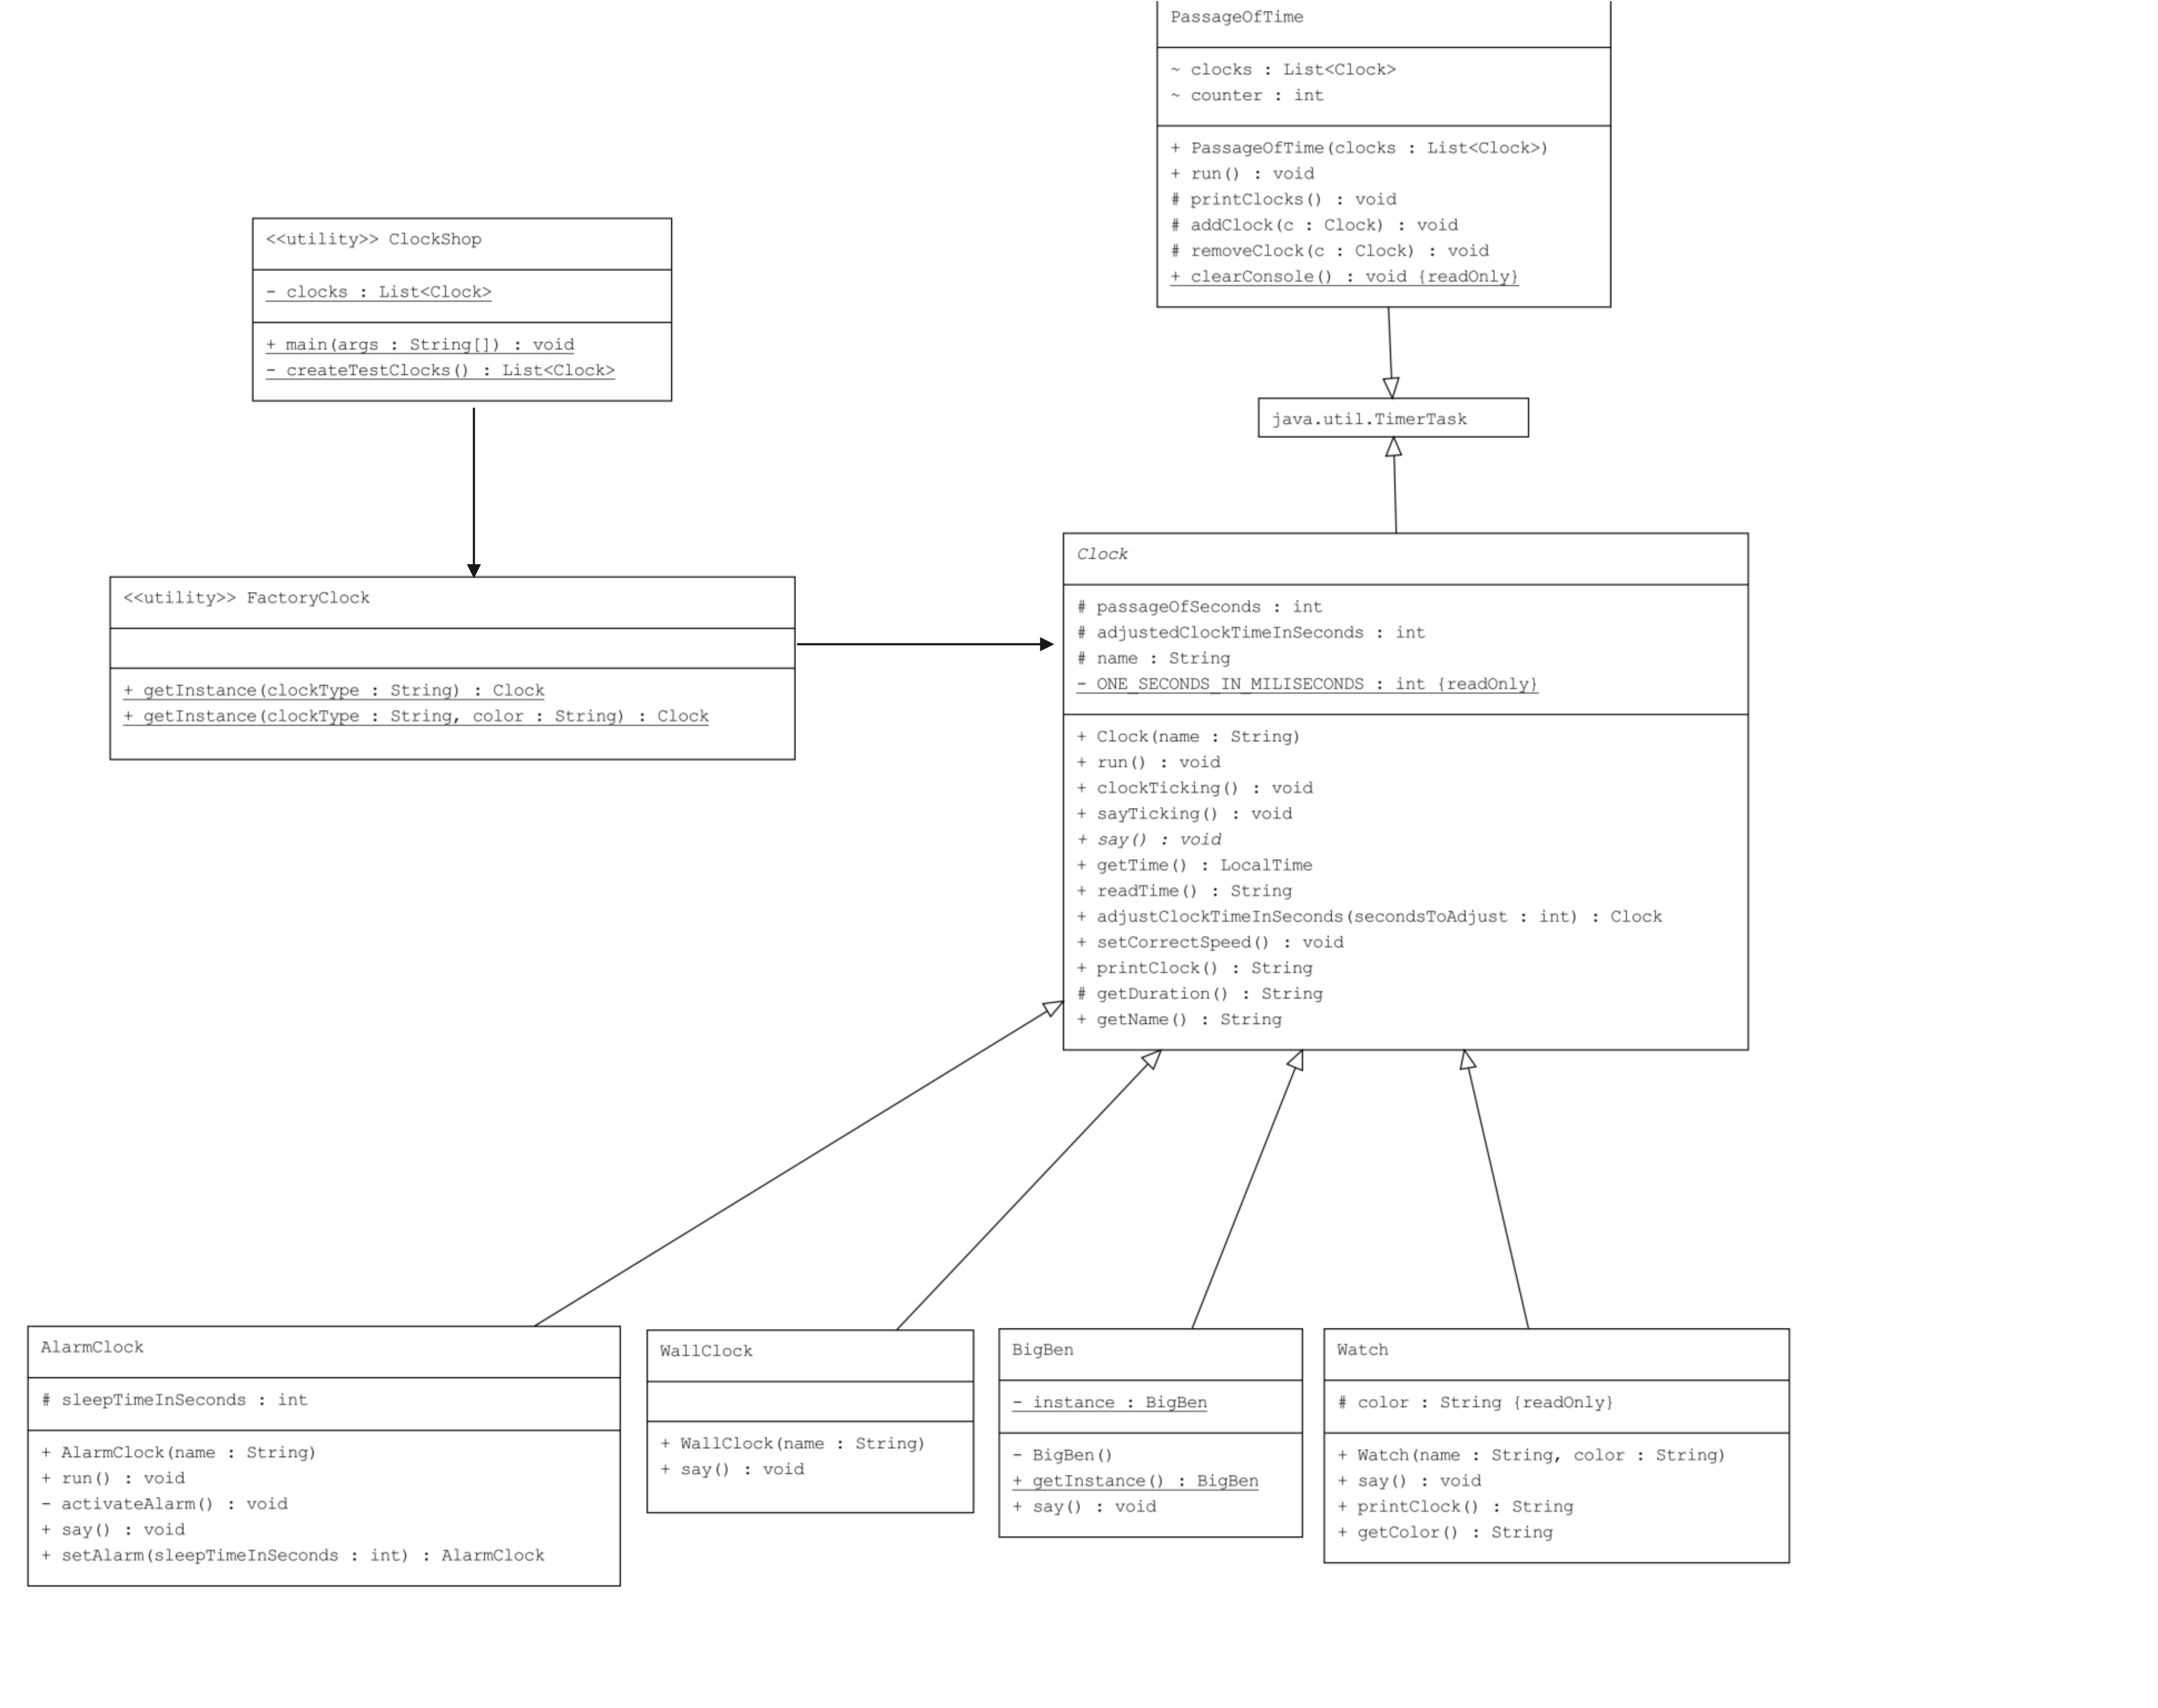 PassageOfTime
~ clocks : List<Clock>
~ counter : int
+ PassageOfTime(clocks : List<Clock>)
+ run() : void
# printClocks() : void
# addClock(c : Clock) : void
# removeClock(c : Clock) : void
+ clearConsole() : void {readOnly}
<<utility>> ClockShop
- clocks : List<Clock>
+ main(args : String[]) : void
- createTestClocks() : List<Clock>
java.util.TimerTask
<<utility>> FactoryClock
+ getInstance(clockType : String) : Clock
+ getInstance(clockType : String, color : String) : Clock
Clock
# passageOfSeconds : int
# adjustedClockTimeInSeconds : int
# name : String
- ONE_SECONDS_IN_MILISECONDS : int {readOnly}
+ Clock(name : String)
+ run() : void
+ clockTicking() : void
+ sayTicking() : void
+ say() : void
+ getTime() : LocalTime
+ readTime() : String
+ adjustClockTimeInSeconds(secondsToAdjust : int) : Clock
+ setCorrectSpeed() : void
+ printClock() : String
# getDuration() : String
+ getName() : String
AlarmClock
# sleepTimeInSeconds : int
+ AlarmClock(name : String)
+ run() : void
- activateAlarm() : void
+ say() : void
+ setAlarm(sleepTimeInSeconds : int) : AlarmClock
WallClock
+ WallClock(name : String)
+ say() : void
BigBen
- instance : BigBen
- BigBen()
+ getInstance() : BigBen
+ say() : void
Watch
# color : String {readOnly}
+ Watch(name : String, color : String)
+ say() : void
+ printClock() : String
+ getColor() : String